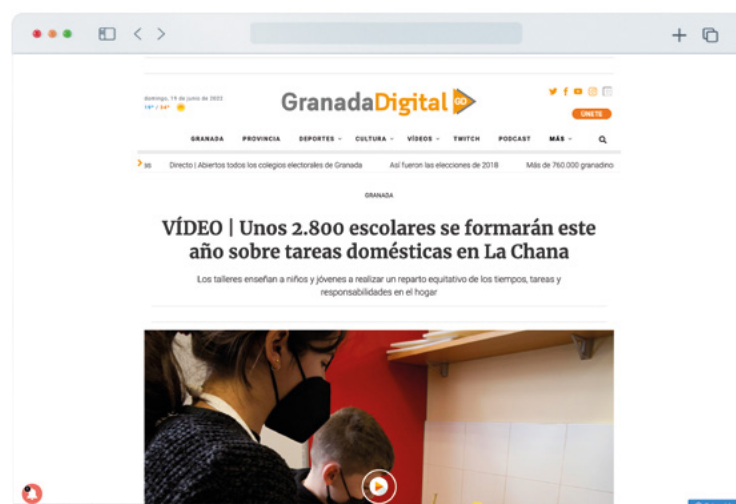 domingo, 19 de junio de 2022
GranadaDigital GO
ÚNETE
GRANADA PROVINCIA DEPORTES CULTURA VÍDEOS TWITCH PODCAST MÁS
as Directo | Abiertos todos los colegios electorales de Granada Así fueron las elecciones de 2018 Más de 760.000 granadino
GRANADA
VÍDEO | Unos 2.800 escolares se formarán este
año sobre tareas domésticas en La Chana
Los talleres enseñan a niños y jóvenes a realizar un reparto equitativo de los tiempos, tareas y
responsabilidades en el hogar